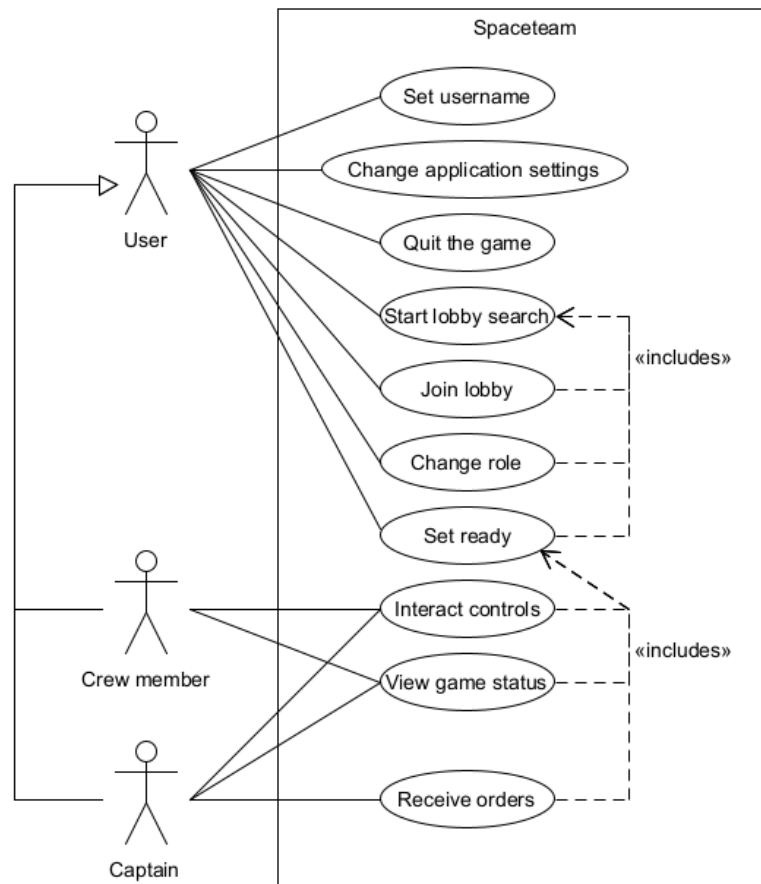 Spaceteam
Set username
Change application settings
User
Quit the game
Start lobby search
«includes»
Join lobby
Change role
Set ready
Interact controls
«includes»
Crew member
View game status
Receive orders
Captain